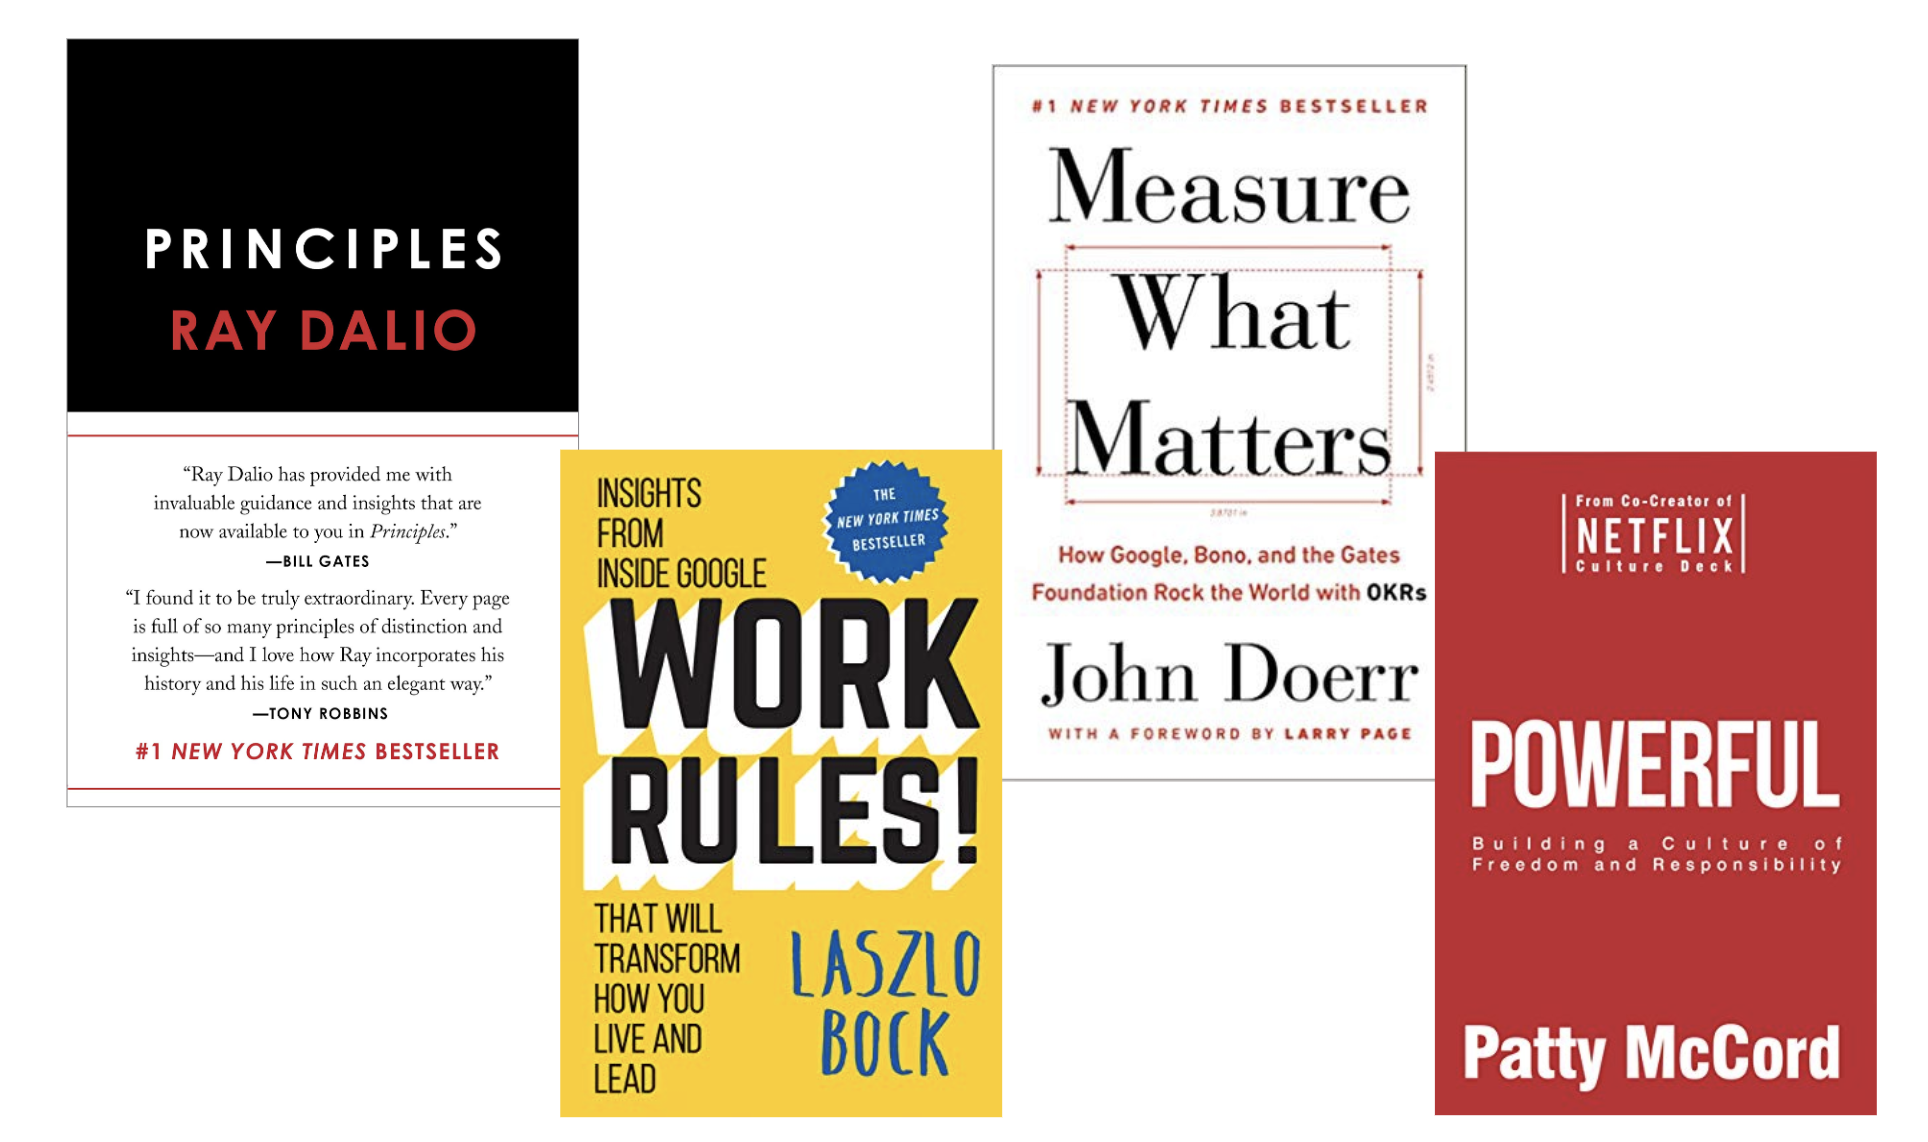 PRINCIPLES
RAY DALIO
“Ray Dalio has provided me with
invaluable guidance and insights that are
now available to you in Principles.”
—BILL GATES
“I found it to be truly extraordinary. Every page
is full of so many principles of distinction and
insights—and I love how Ray incorporates his
history and his life in such an elegant way.”
—TONY ROBBINS
#1 NEW YORK TIMES BESTSELLER
INSIGHTS
FROM
INSIDE GOOGLE
THE
NEW YORK TIMES
BESTSELLER
WORK
RULES!
THAT WILL
TRANSFORM
HOW YOU
LIVE AND
LEAD
LASZLO
BOCK
#1 NEW YORK TIMES BESTSELLER
Measure
What
Matters
How Google, Bono, and the Gates
Foundation Rock the World with OKRs
John Doerr
WITH A FOREWORD BY LARRY PAGE
From Co-Creator of
NETFLIX
Culture Deck
POWERFUL
Building a Culture of
Freedom and Responsibility
Patty McCord